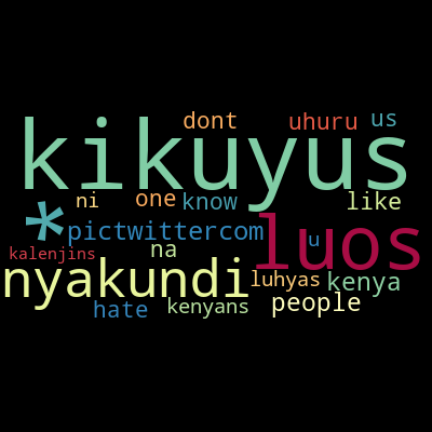 dont uhuru us
kikuyus
ni one know like
* pictwittercom u luos
kalenjins na
nyakundi luhyas kenya
hate kenyans people